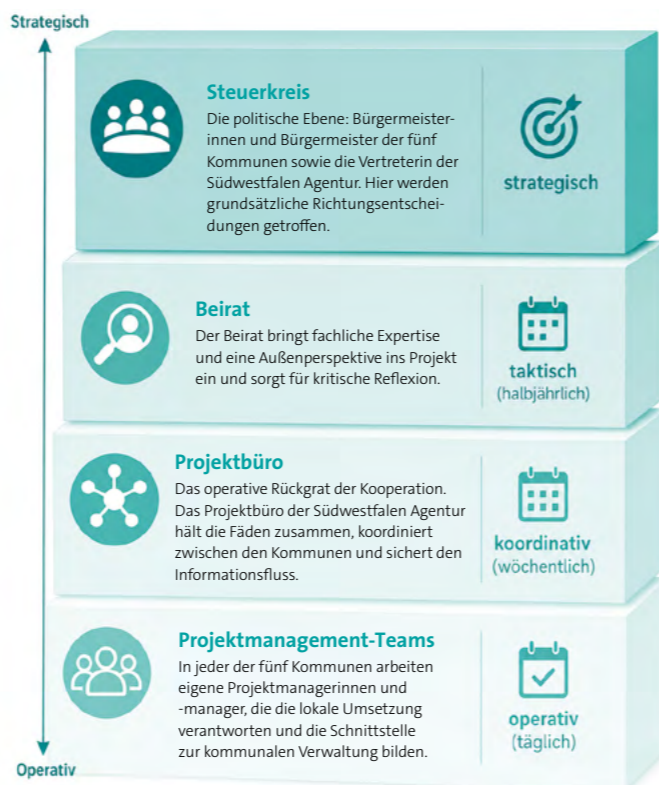 Strategisch
Steuerkreis
Die politische Ebene: Bürgermeister-
innen und Bürgermeister der fünf
Kommunen sowie die Vertreterin der
Südwestfalen Agentur. Hier werden
grundsätzliche Richtungsentschei-
dungen getroffen.
strategisch
Beirat
Der Beirat bringt fachliche Expertise
und eine Außenperspektive ins Projekt
ein und sorgt für kritische Reflexion.
taktisch
(halbjährlich)
Projektbüro
Das operative Rückgrat der Kooperation.
Das Projektbüro der Südwestfalen Agentur
hält die Fäden zusammen, koordiniert
zwischen den Kommunen und sichert den
Informationsfluss.
koordinativ
(wöchentlich)
Projektmanagement-Teams
In jeder der fünf Kommunen arbeiten
eigene Projektmanagerinnen und
-manager, die die lokale Umsetzung
verantworten und die Schnittstelle
zur kommunalen Verwaltung bilden.
operativ
(täglich)
Operativ